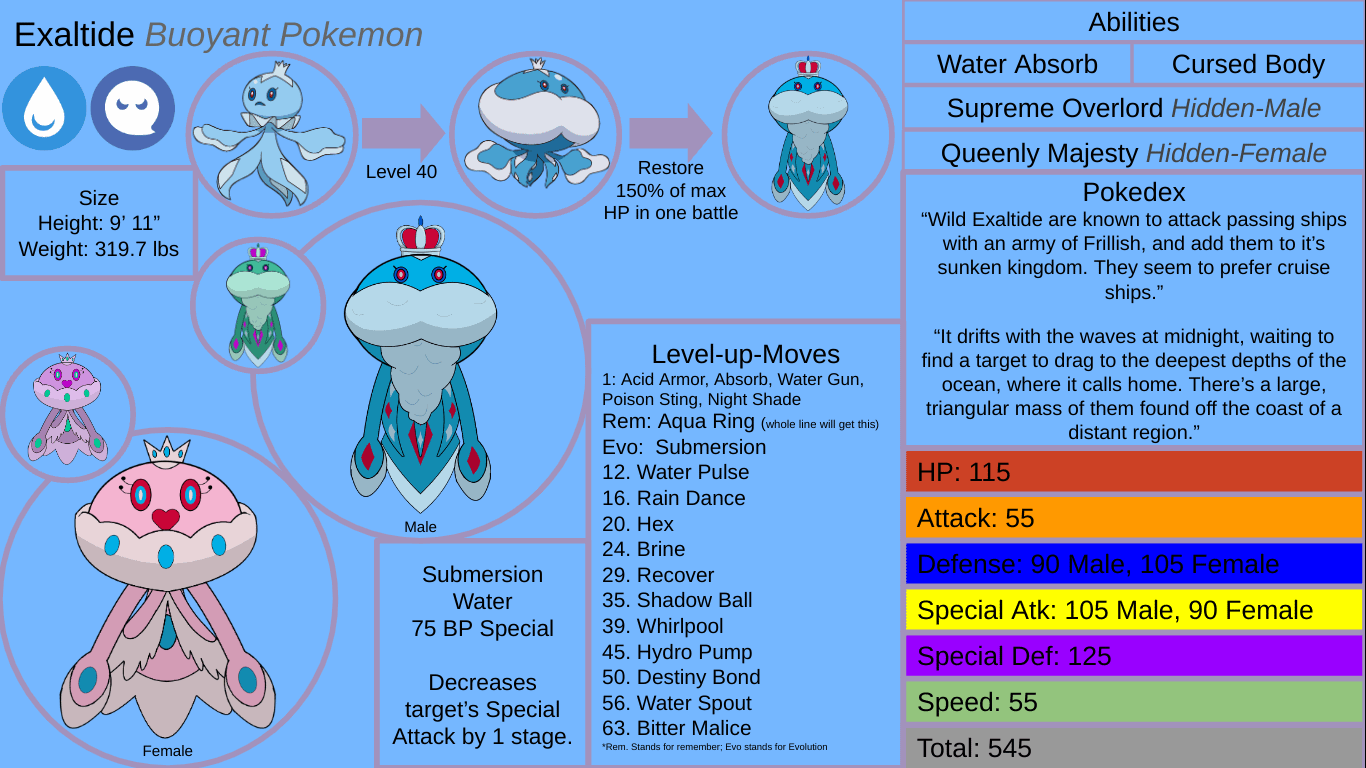 Exaltide Buoyant Pokemon
Level 40
Restore
150% of max
HP in one battle
Size
Height: 9’ 11”
Weight: 319.7 lbs
Male
Female
Submersion
Water
75 BP Special
Decreases
target’s Special
Attack by 1 stage.
Level-up-Moves
1: Acid Armor, Absorb, Water Gun,
Poison Sting, Night Shade
Rem: Aqua Ring (whole line will get this)
Evo:  Submersion
12. Water Pulse
16. Rain Dance
20. Hex
24. Brine
29. Recover
35. Shadow Ball
39. Whirlpool
45. Hydro Pump
50. Destiny Bond
56. Water Spout
63. Bitter Malice
*Rem. Stands for remember; Evo stands for Evolution
Abilities
Water Absorb
Cursed Body
Supreme Overlord Hidden-Male
Queenly Majesty Hidden-Female
Pokedex
“Wild Exaltide are known to attack passing ships
with an army of Frillish, and add them to it’s
sunken kingdom. They seem to prefer cruise
ships.”
“It drifts with the waves at midnight, waiting to
find a target to drag to the deepest depths of the
ocean, where it calls home. There’s a large,
triangular mass of them found off the coast of a
distant region.”
HP: 115
Attack: 55
Defense: 90 Male, 105 Female
Special Atk: 105 Male, 90 Female
Special Def: 125
Speed: 55
Total: 545